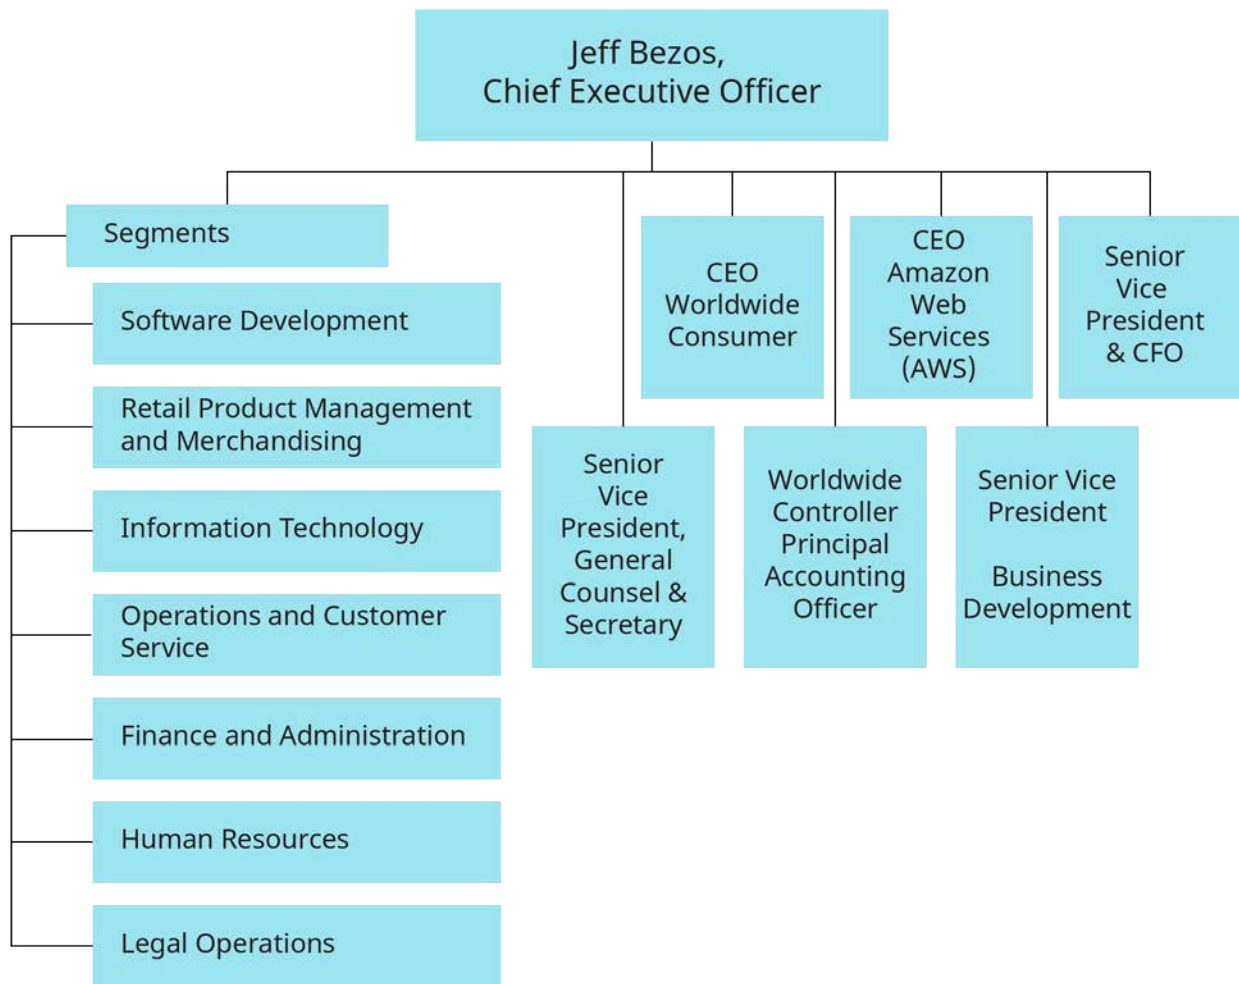 Jeff Bezos,
Chief Executive Officer
Segments
Software Development
Retail Product Management
and Merchandising
Information Technology
Operations and Customer
Service
Finance and Administration
Human Resources
Legal Operations
Senior
Vice
President,
General
Counsel &
Secretary
CEO
Worldwide
Consumer
Worldwide
Controller
Principal
Accounting
Officer
CEO
Amazon
Web
Services
(AWS)
Senior Vice
President
Business
Development
Senior
Vice
President
& CFO